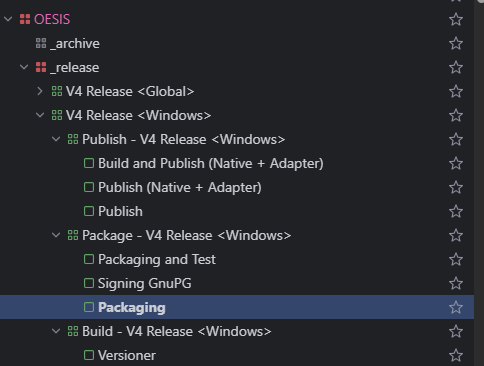 OESIS
_archive
_release
V4 Release <Global>
V4 Release <Windows>
Publish - V4 Release <Windows>
Build and Publish (Native + Adapter)
Publish (Native + Adapter)
Publish
Package - V4 Release <Windows>
Packaging and Test
Signing GnuPG
Packaging
Build - V4 Release <Windows>
Versioner